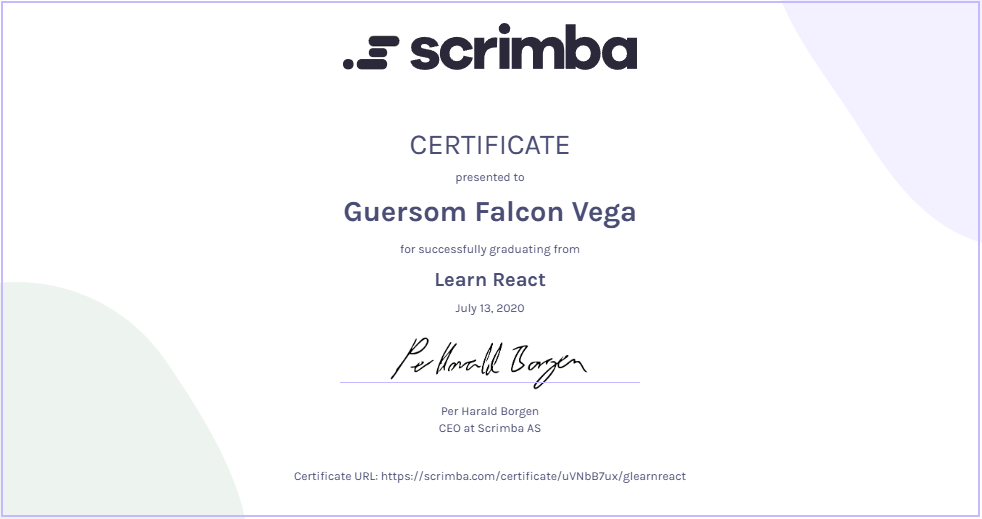 scrimba
CERTIFICATE
presented to
Guersom Falcon Vega
for successfully graduating from
Learn React
July 13, 2020
Per Harald Borgen
Per Harald Borgen
CEO at Scrimba AS
Certificate URL: https://scrimba.com/certificate/uVNbB7ux/glearnreact